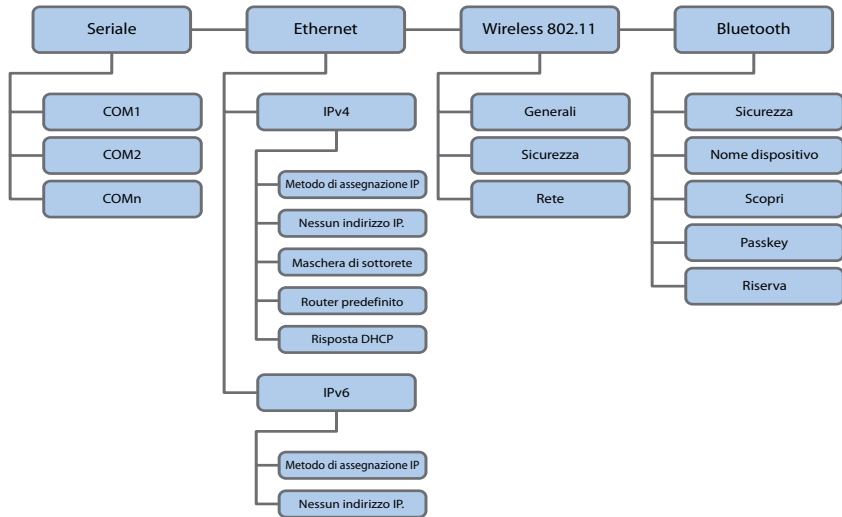 Seriale
Ethernet
Wireless 802.11
Bluetooth
COM1
COM2
COMn
IPv4
Metodo di assegnazione IP
Nessun indirizzo IP.
Maschera di sottorete
Router predefinito
Risposta DHCP
IPv6
Metodo di assegnazione IP
Nessun indirizzo IP.
Generali
Sicurezza
Rete
Sicurezza
Nome dispositivo
Scopri
Passkey
Riserva